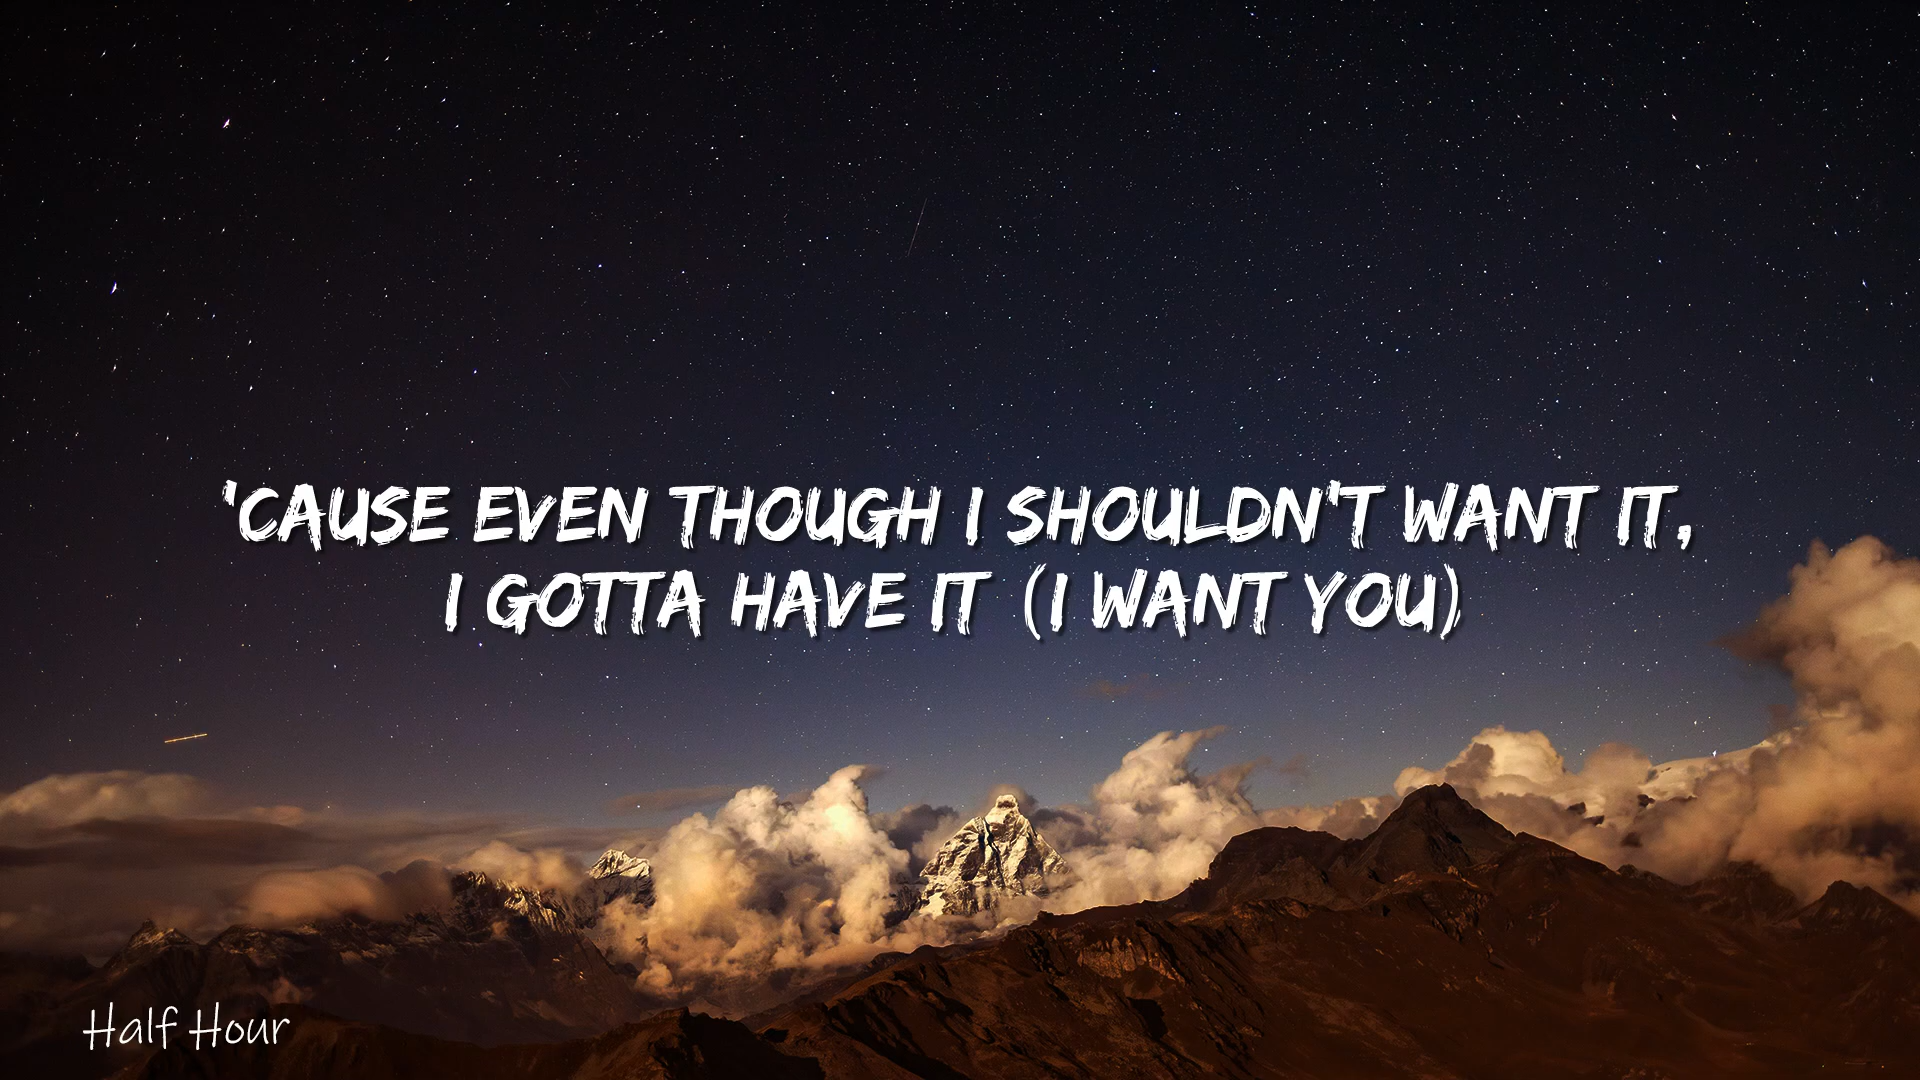 'CAUSE EVEN THOUGH I SHOULDN'T WANT IT,
I GOTTA HAVE IT (I WANT YOU)
Half Hour